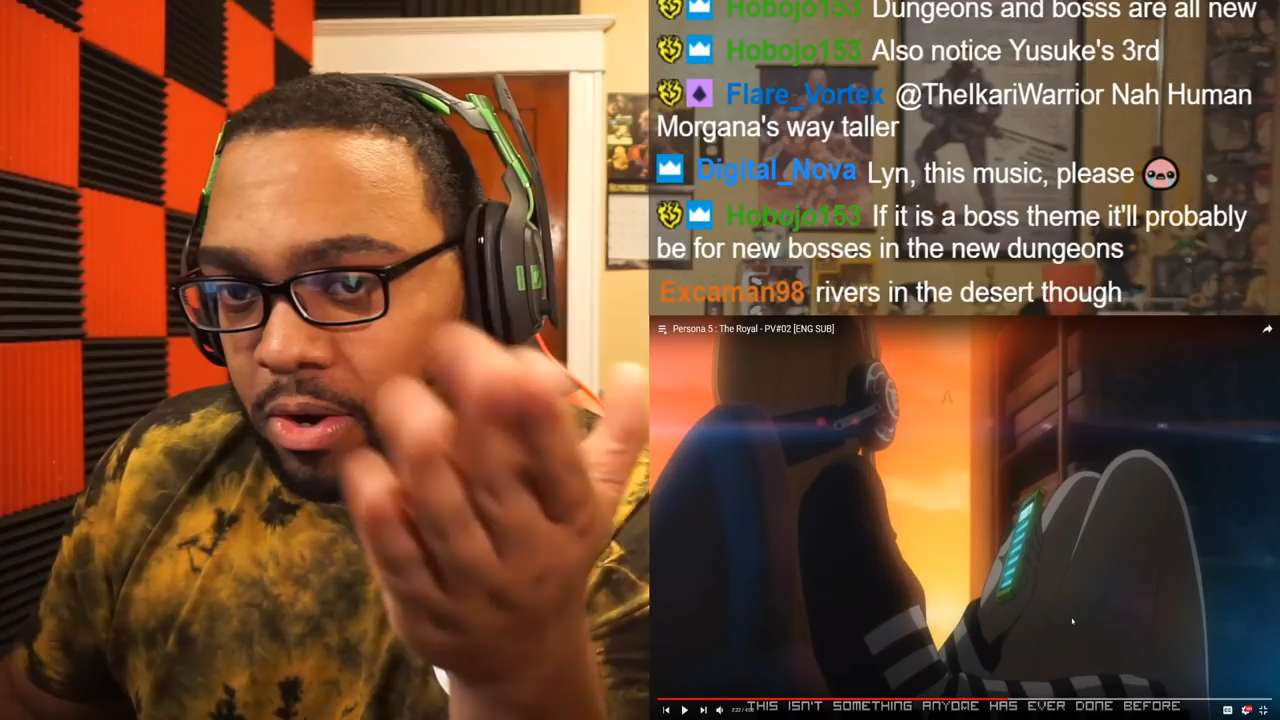 Hobojo153 Dungeons and bosss are all new
Hobojo153 Also notice Yusuke's 3rd
Flare_Vortex @TheIkariWarrior Nah Human
Morgana's way taller
Digital_Nova Lyn, this music, please
Hobojo153 If it is a boss theme it'll probably
be for new bosses in the new dungeons
Excaman98 rivers in the desert though
Persona 5 : The Royal - PV#02 [ENG SUB]
THIS ISN'T SOMETHING ANYONE HAS EVER DONE BEFORE